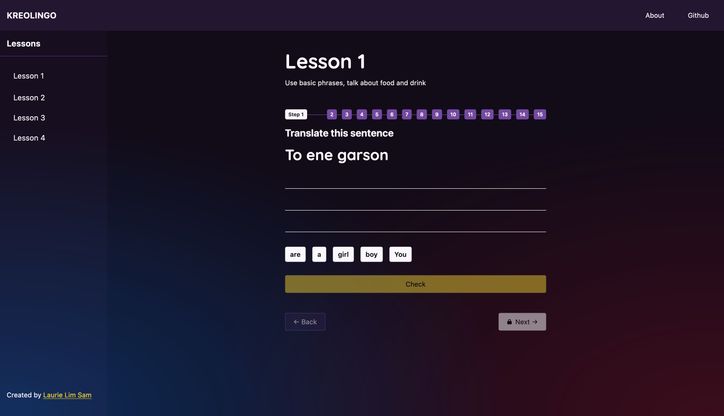 KREOLINGO
About
Github
Lessons
Lesson 1
Lesson 2
Lesson 3
Lesson 4
Lesson 1
Use basic phrases, talk about food and drink
Step 1 2 3 4 5 6 7 8 9 10 11 12 13 14 15
Translate this sentence
To ene garson
are a girl boy You
Check
← Back
Next →
Created by Laurie Lim Sam